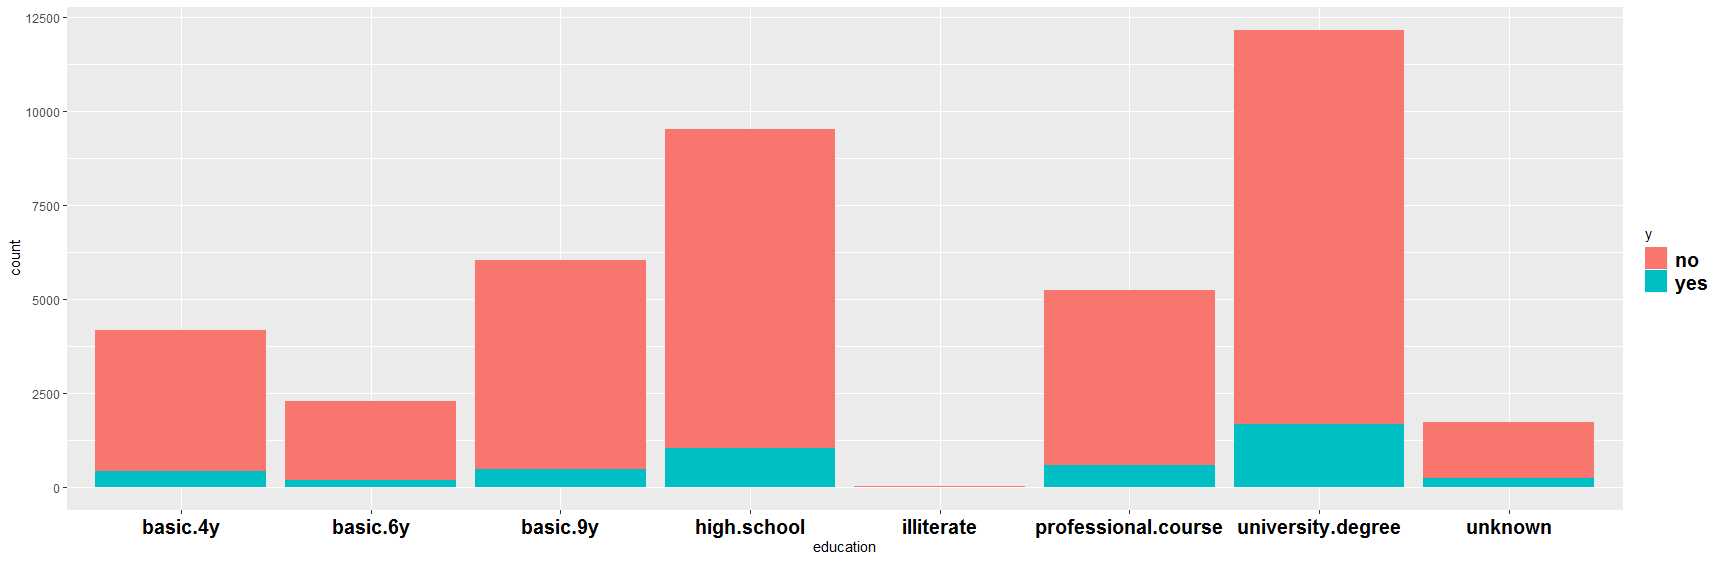 12500
10000
7500
5000
2500
0
count
basic.4y basic.6y basic.9y high.school illiterate professional.course university.degree unknown
education
y
no
yes